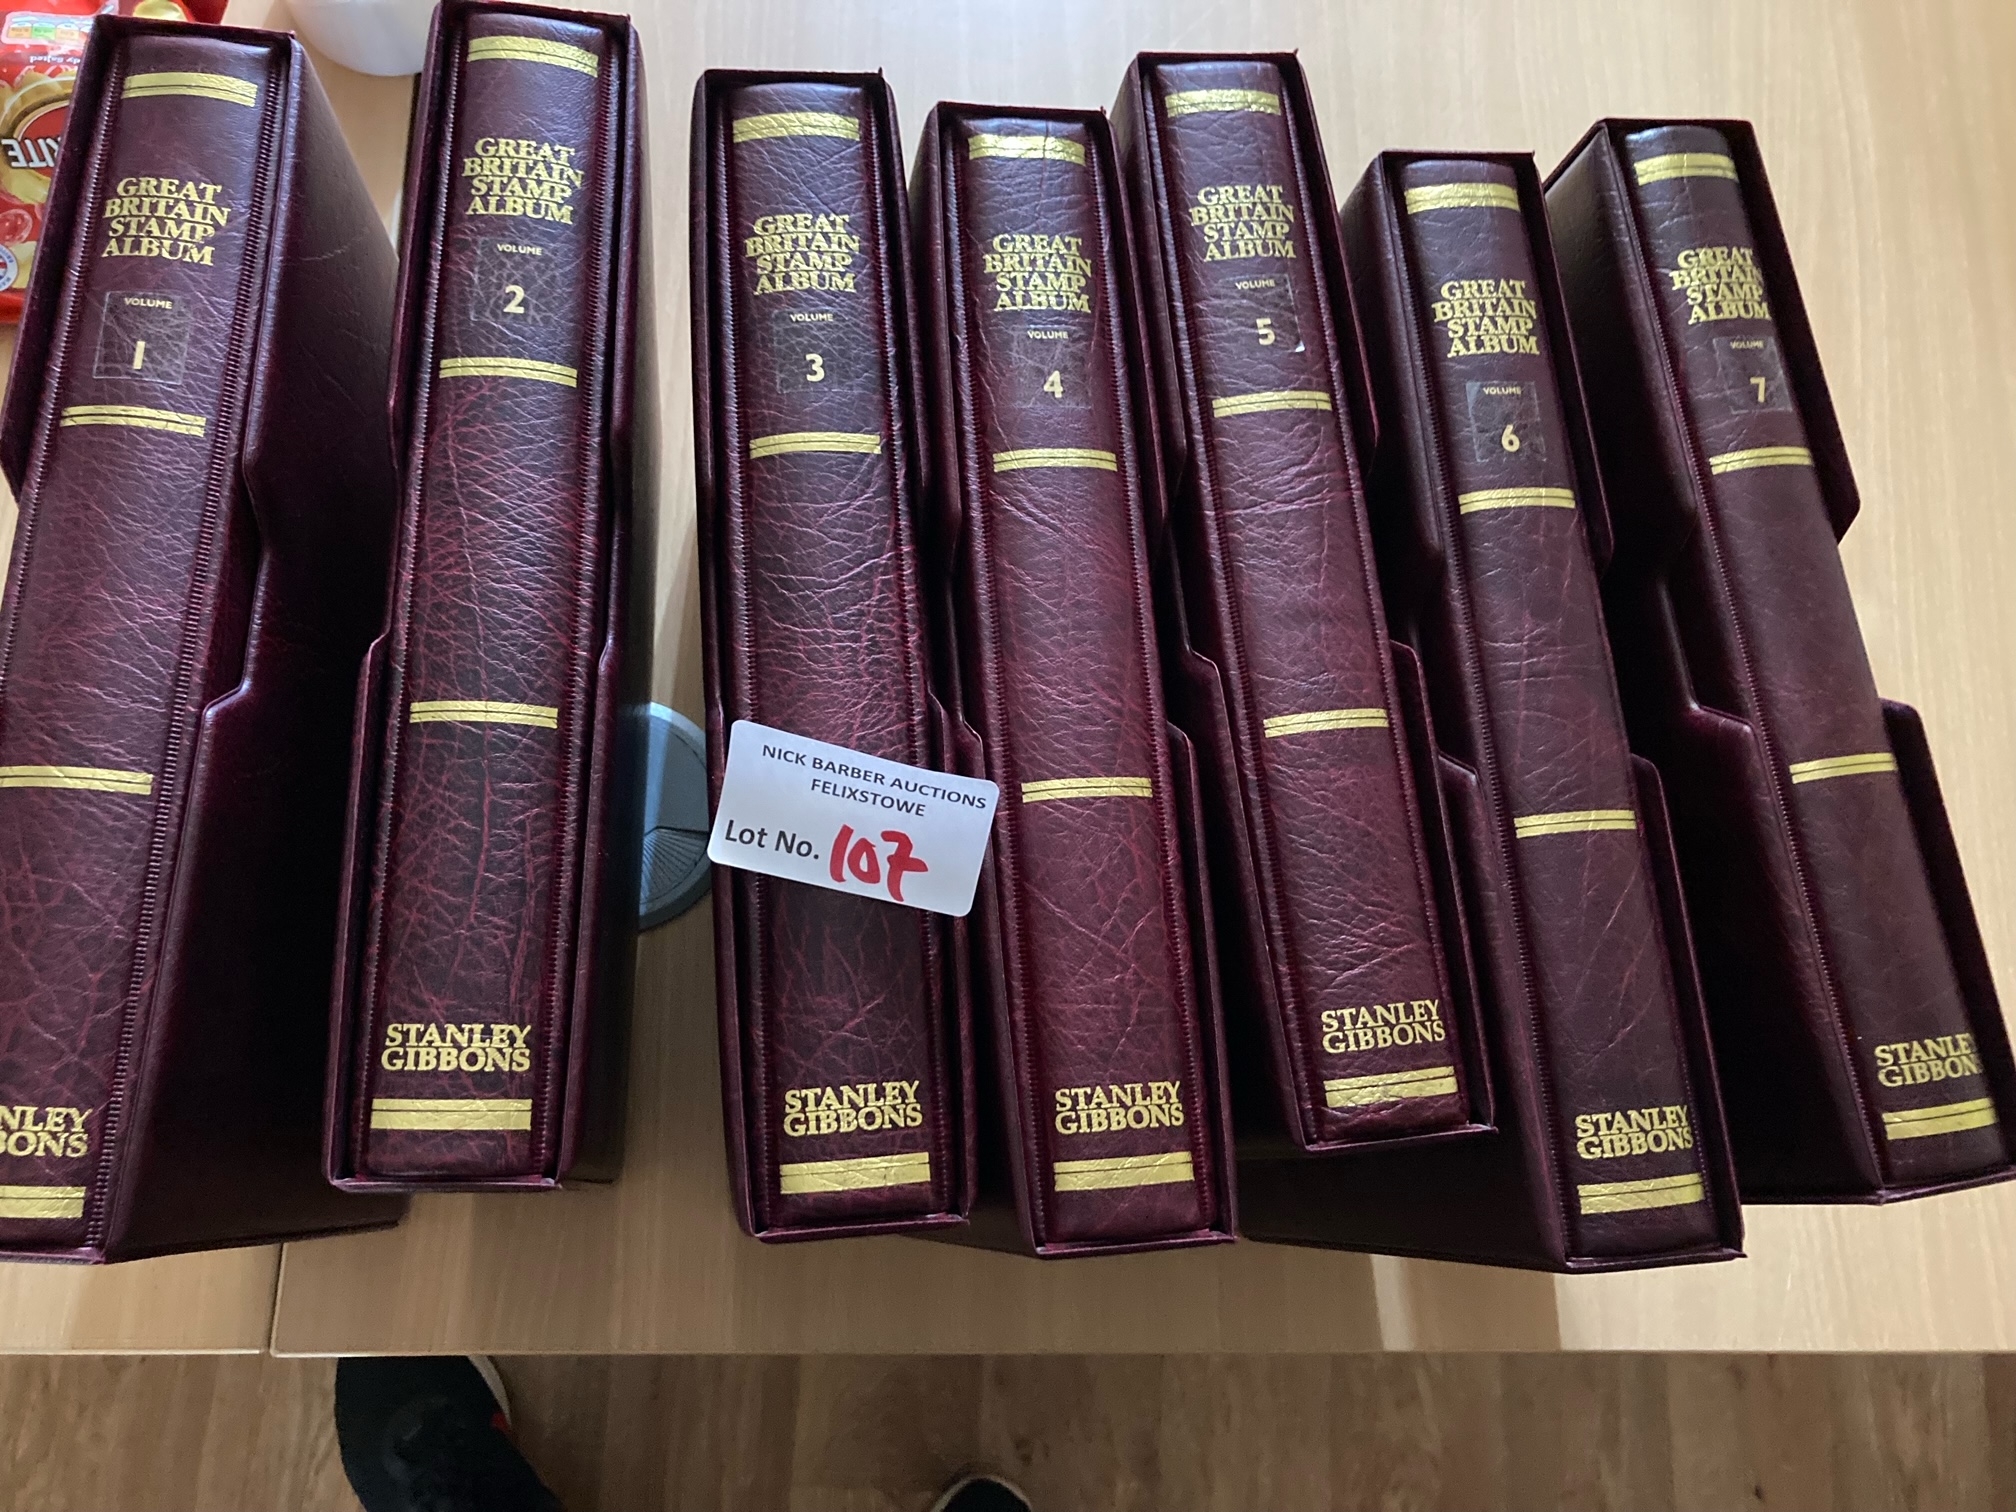 GREAT
BRITAIN
STAMP
ALBUM
VOLUME
1
NLEY
BONS
GREAT
BRITAIN
STAMP
ALBUM
VOLUME
2
STANLEY
GIBBONS
GREAT
BRITAIN
STAMP
ALBUM
VOLUME
3
STANLEY
GIBBONS
GREAT
BRITAIN
STAMP
ALBUM
VOLUME
4
STANLEY
GIBBONS
GREAT
BRITAIN
STAMP
ALBUM
VOLUME
5
STANLEY
GIBBONS
GREAT
BRITAIN
STAMP
ALBUM
VOLUME
6
STANLEY
GIBBONS
GREAT
BRITAIN
STAMP
ALBUM
VOLUME
7
STANLE
GIBBON
NICK BARBER AUCTIONS
FELIXSTOWE
Lot No. 107